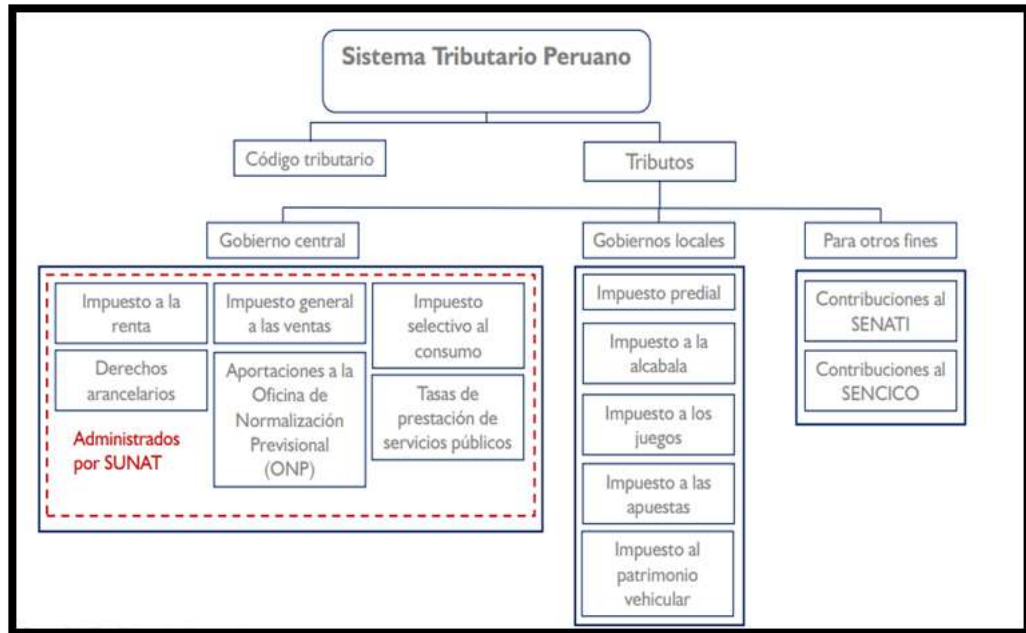 Sistema Tributario Peruano
Código tributario
Tributos
Gobierno central
Gobiernos locales
Para otros fines
Impuesto a la
renta
Impuesto general
a las ventas
Impuesto
selectivo al
consumo
Derechos
arancelarios
Aportaciones a la
Oficina de
Normalización
Previsional
(ONP)
Tasas de
prestación de
servicios públicos
Administrados
por SUNAT
Impuesto predial
Impuesto a la
alcabala
Impuesto a los
juegos
Impuesto a las
apuestas
Impuesto al
patrimonio
vehicular
Contribuciones al
SENATI
Contribuciones al
SENCICO